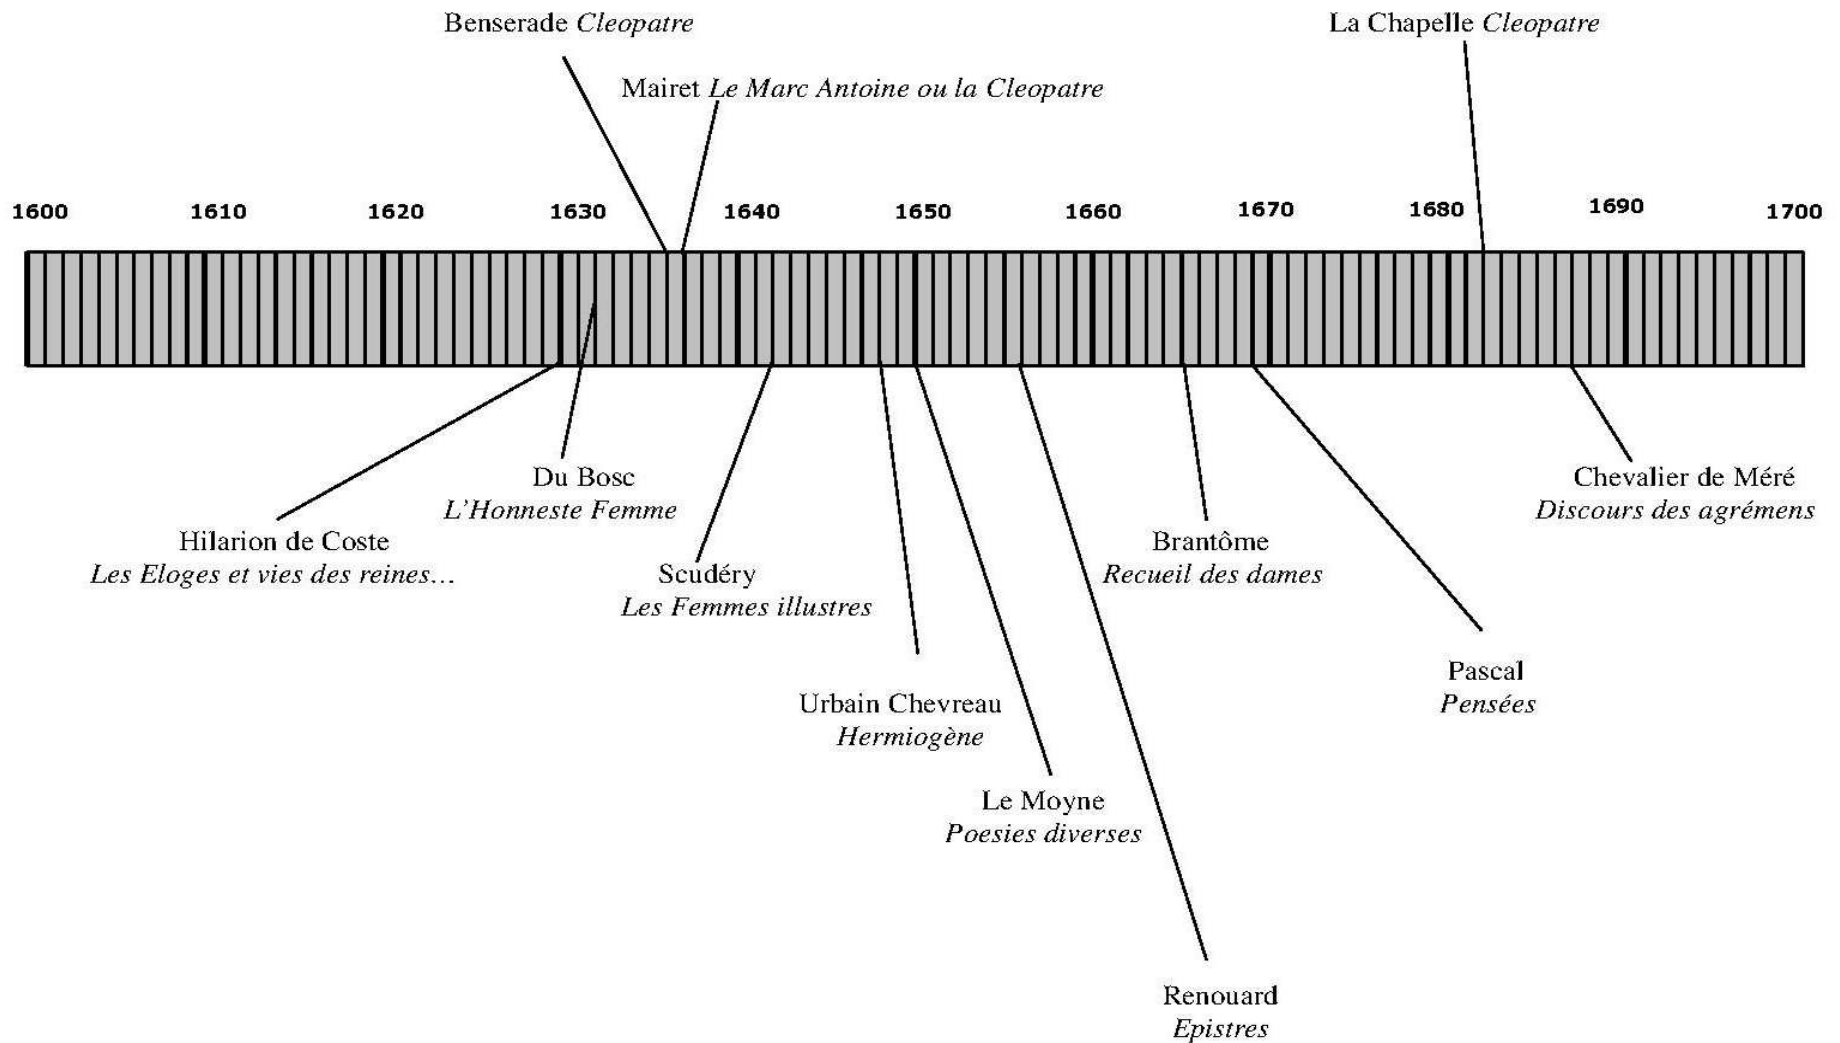 Benserade Cleopatre
La Chapelle Cleopatre
Mairet Le Marc Antoine ou la Cleopatre
1600 1610 1620 1630 1640 1650 1660 1670 1680 1690 1700
Du Bosc
L'Honneste Femme
Chevalier de Méré
Discours des agrémens
Hilarion de Coste
Les Eloges et vies des reines…
Brantôme
Recueil des dames
Scudéry
Les Femmes illustres
Pascal
Pensées
Urbain Chevreau
Hermiogène
Le Moyne
Poesies diverses
Renouard
Epistres